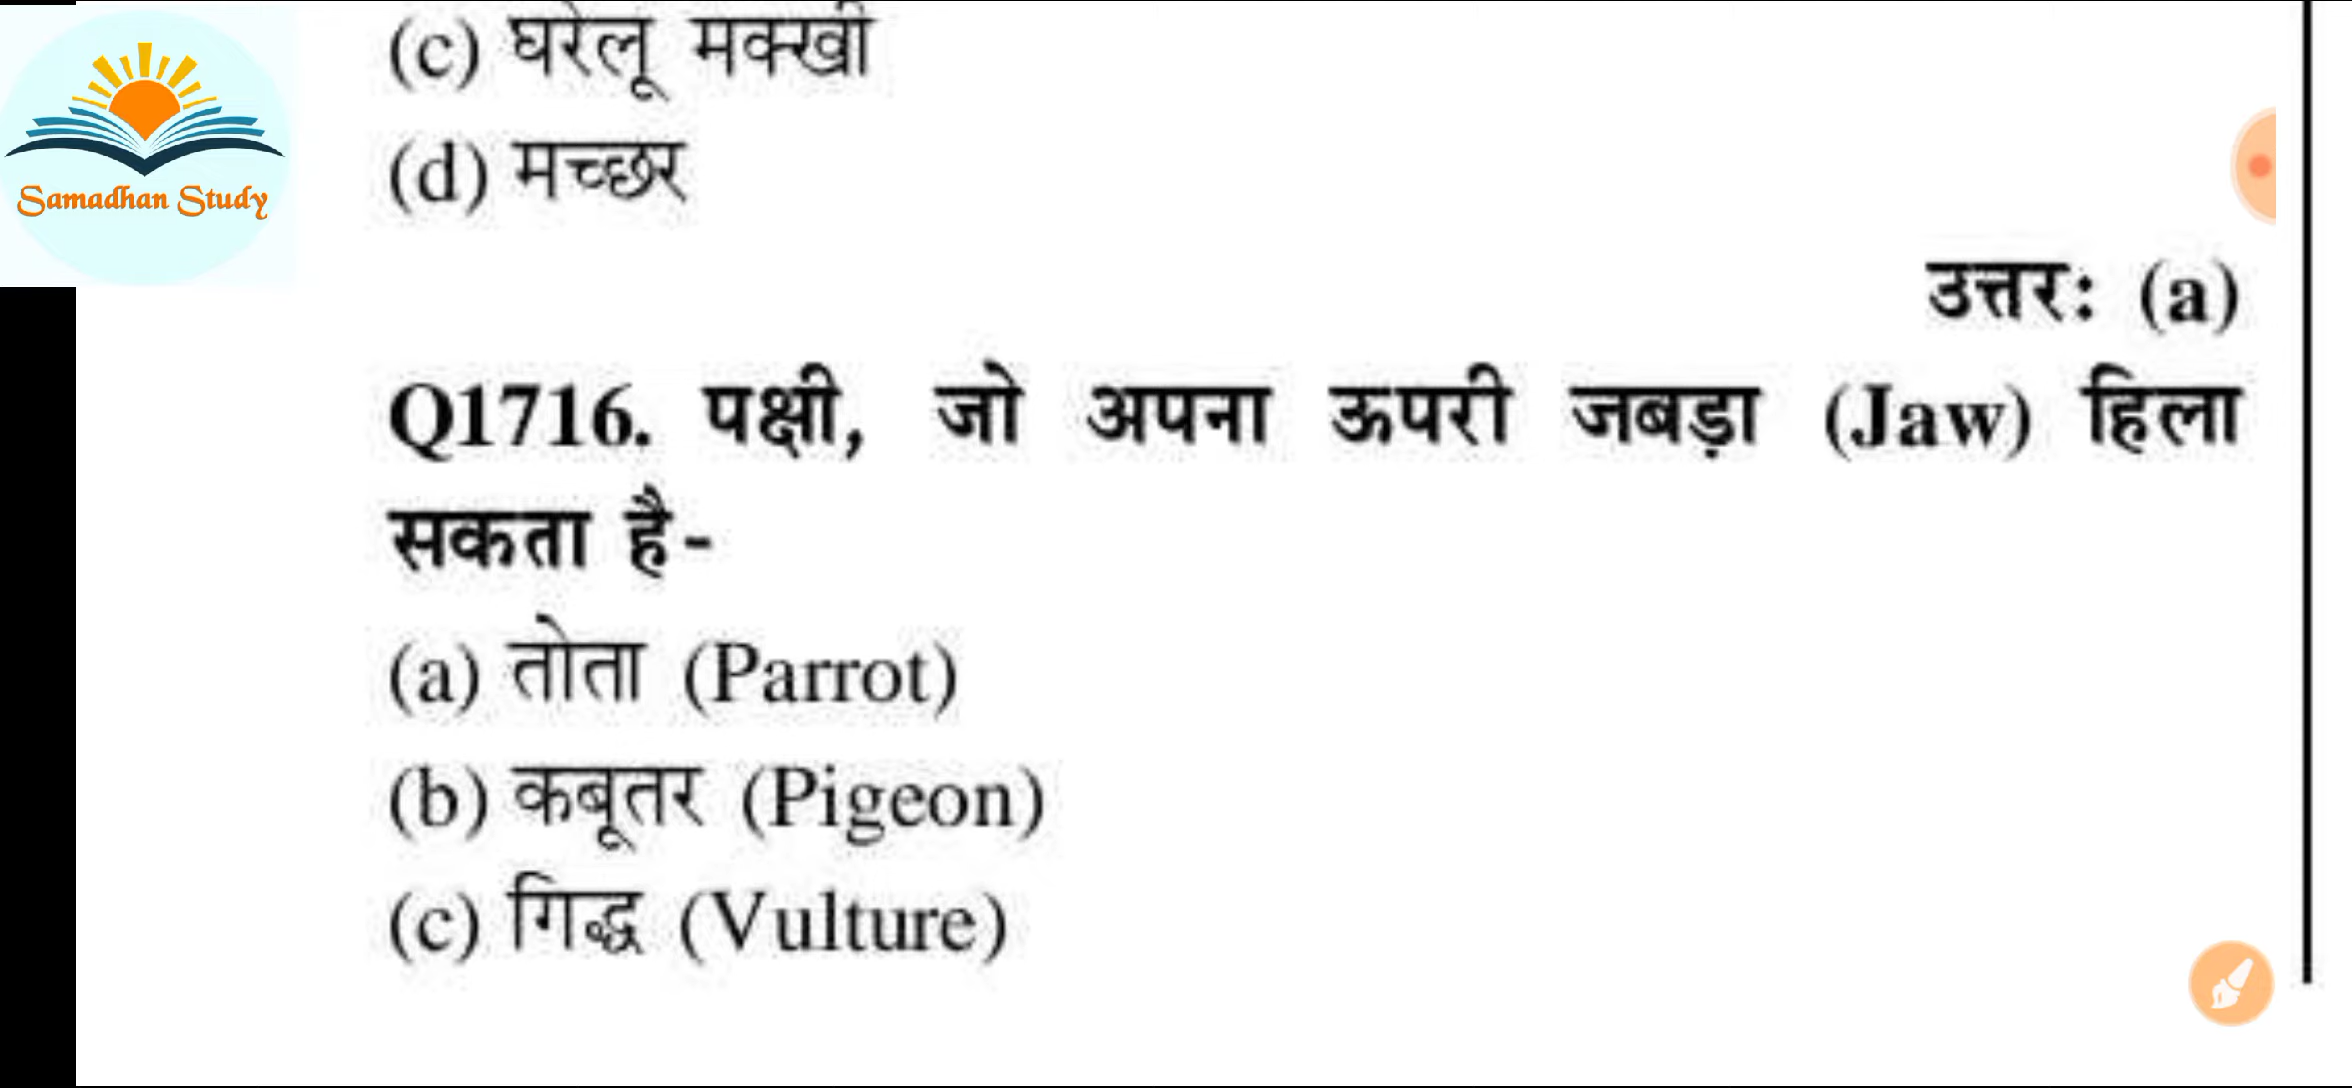 Samadhan Study
(c) घरेलू मक्खी
(d) मच्छर
उत्तरः (a)
Q1716. पक्षी, जो अपना ऊपरी जबड़ा (Jaw) हिला
सकता है-
(a) तोता (Parrot)
(b) कबूतर (Pigeon)
(c) गिद्ध (Vulture)